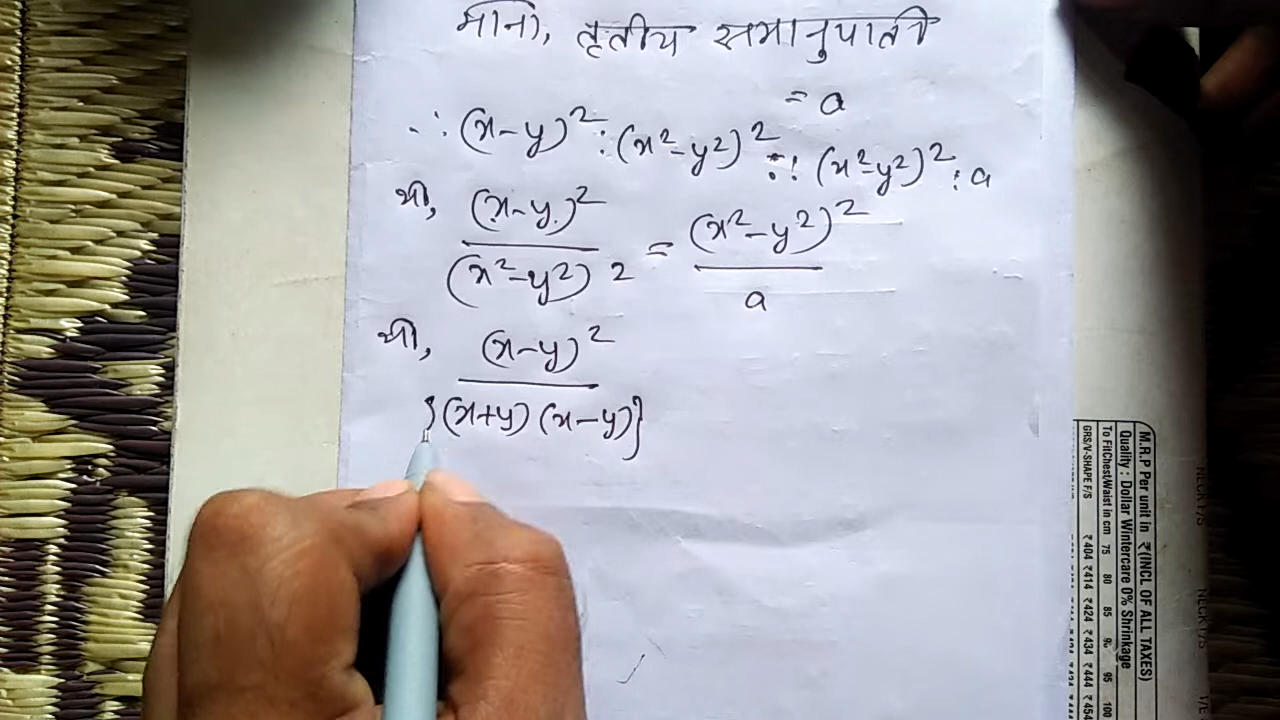 मानो, तृतीय समानुपाती
= a
∴ (x-y)² : (x²-y²)² :: (x²-y²)² : a
या, (x-y)² / (x²-y²)² = (x²-y²)² / a
या, (x-y)² / {(x+y)(x-y)}
M.R.P Per unit in ₹(INCL OF ALL TAXES)
Quality : Dollar Wintercare 0% Shrinkage
To Fit Chest/Waist in cm 75 80 85 90 95 100
GRS/V-SHAPE F/S ₹404 ₹414 ₹424 ₹434 ₹444 ₹454